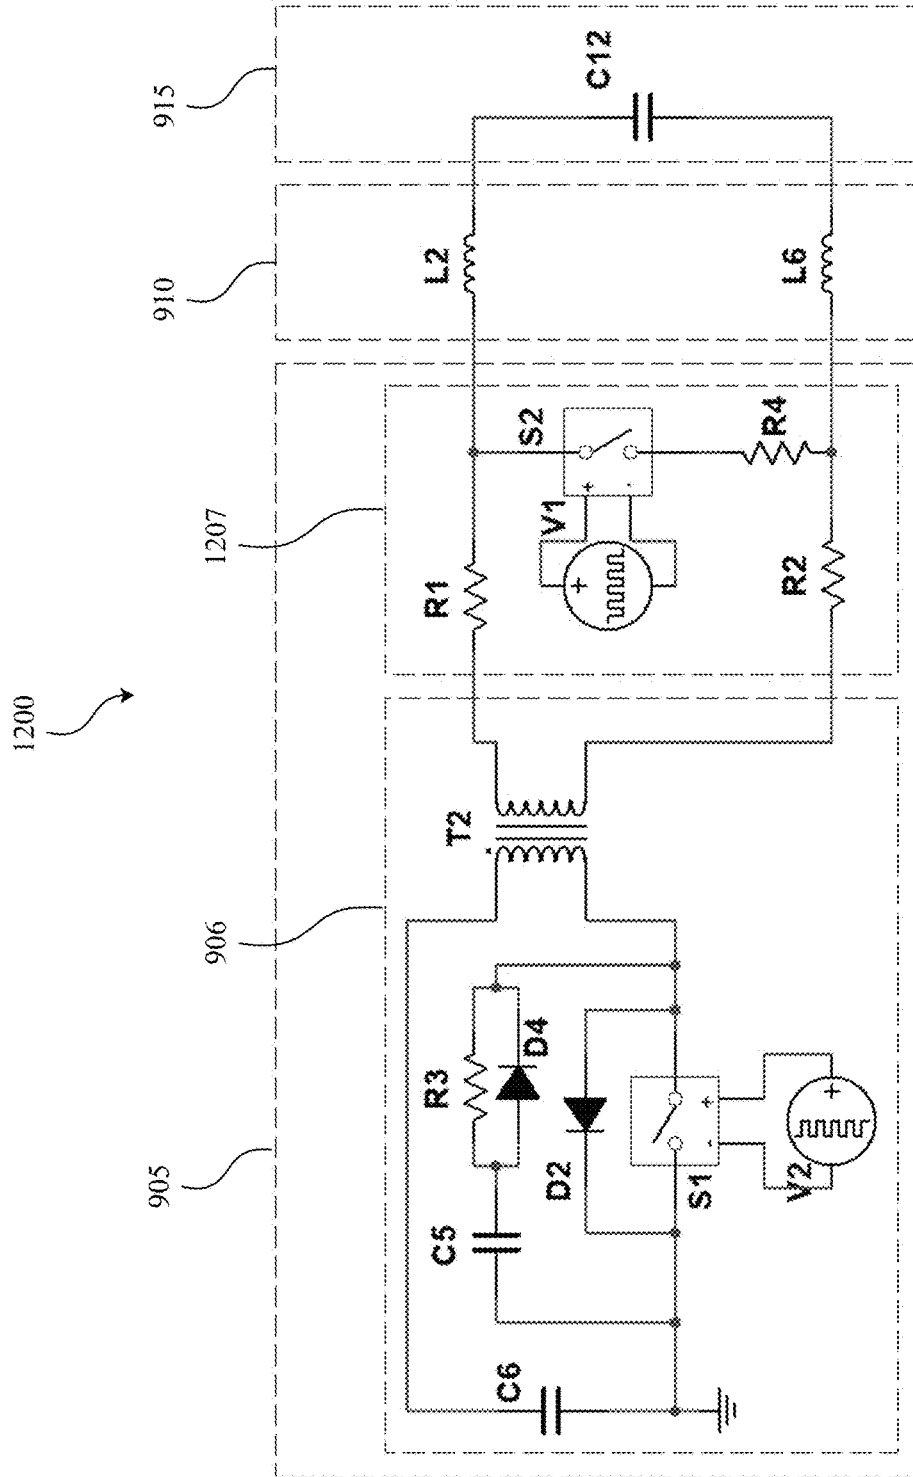 1200
905
910
915
906
1207
C6
C5
R3
D4
D2
S1
+
-
V2
+
T2
*
R1
V1
+
S2
+
-
R2
R4
L2
L6
C12